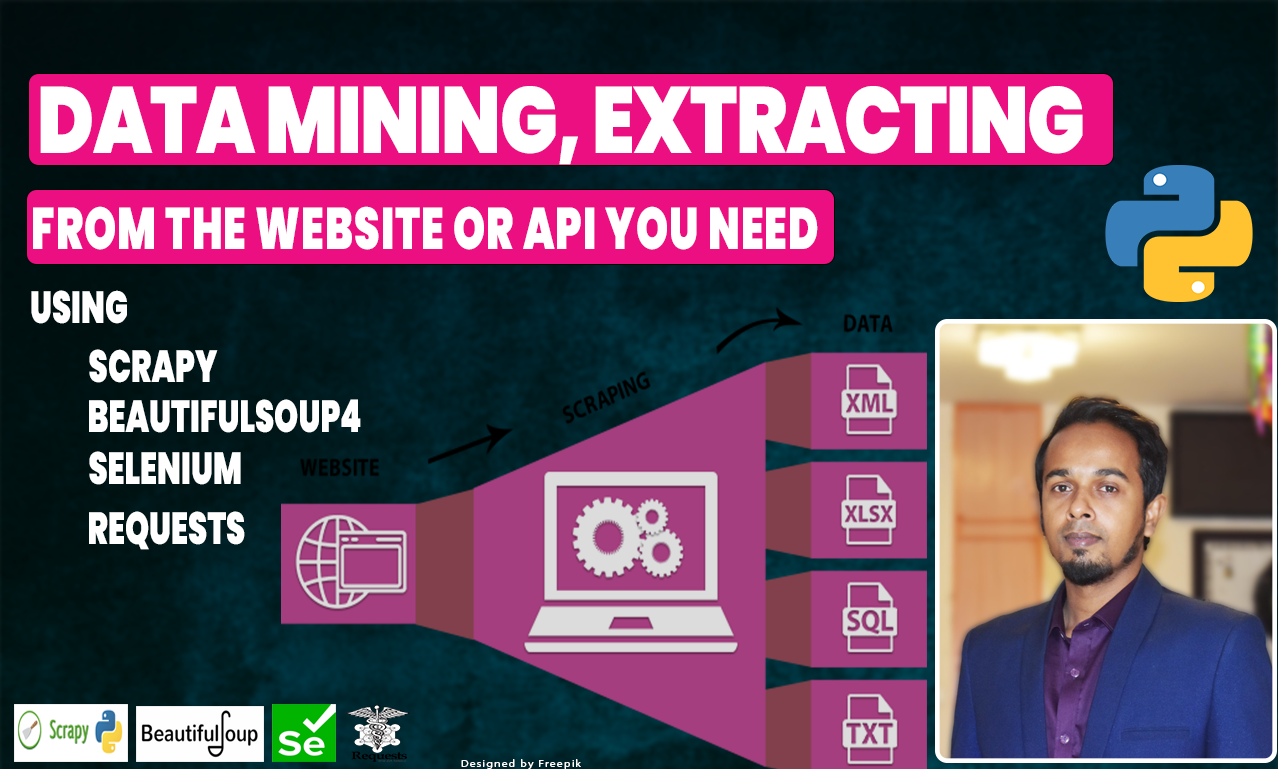 DATA MINING, EXTRACTING
FROM THE WEBSITE OR API YOU NEED
USING
SCRAPY
BEAUTIFULSOUP4
SELENIUM
REQUESTS
WEBSITE
SCRAPING
DATA
XML
XLSX
SQL
TXT
Scrapy
BeautifulSoup
Se
Requests
Designed by Freepik